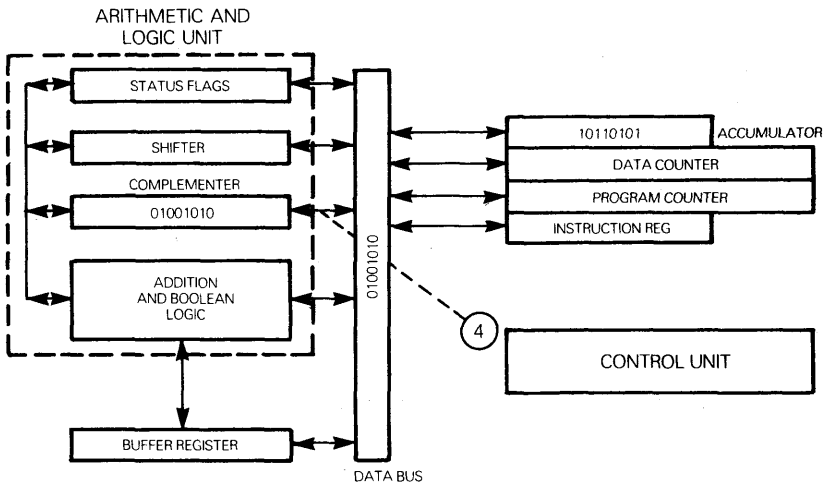 ARITHMETIC AND
LOGIC UNIT
STATUS FLAGS
SHIFTER
COMPLEMENTER
01001010
ADDITION
AND BOOLEAN
LOGIC
BUFFER REGISTER
01001010
DATA BUS
10110101
ACCUMULATOR
DATA COUNTER
PROGRAM COUNTER
INSTRUCTION REG
4
CONTROL UNIT